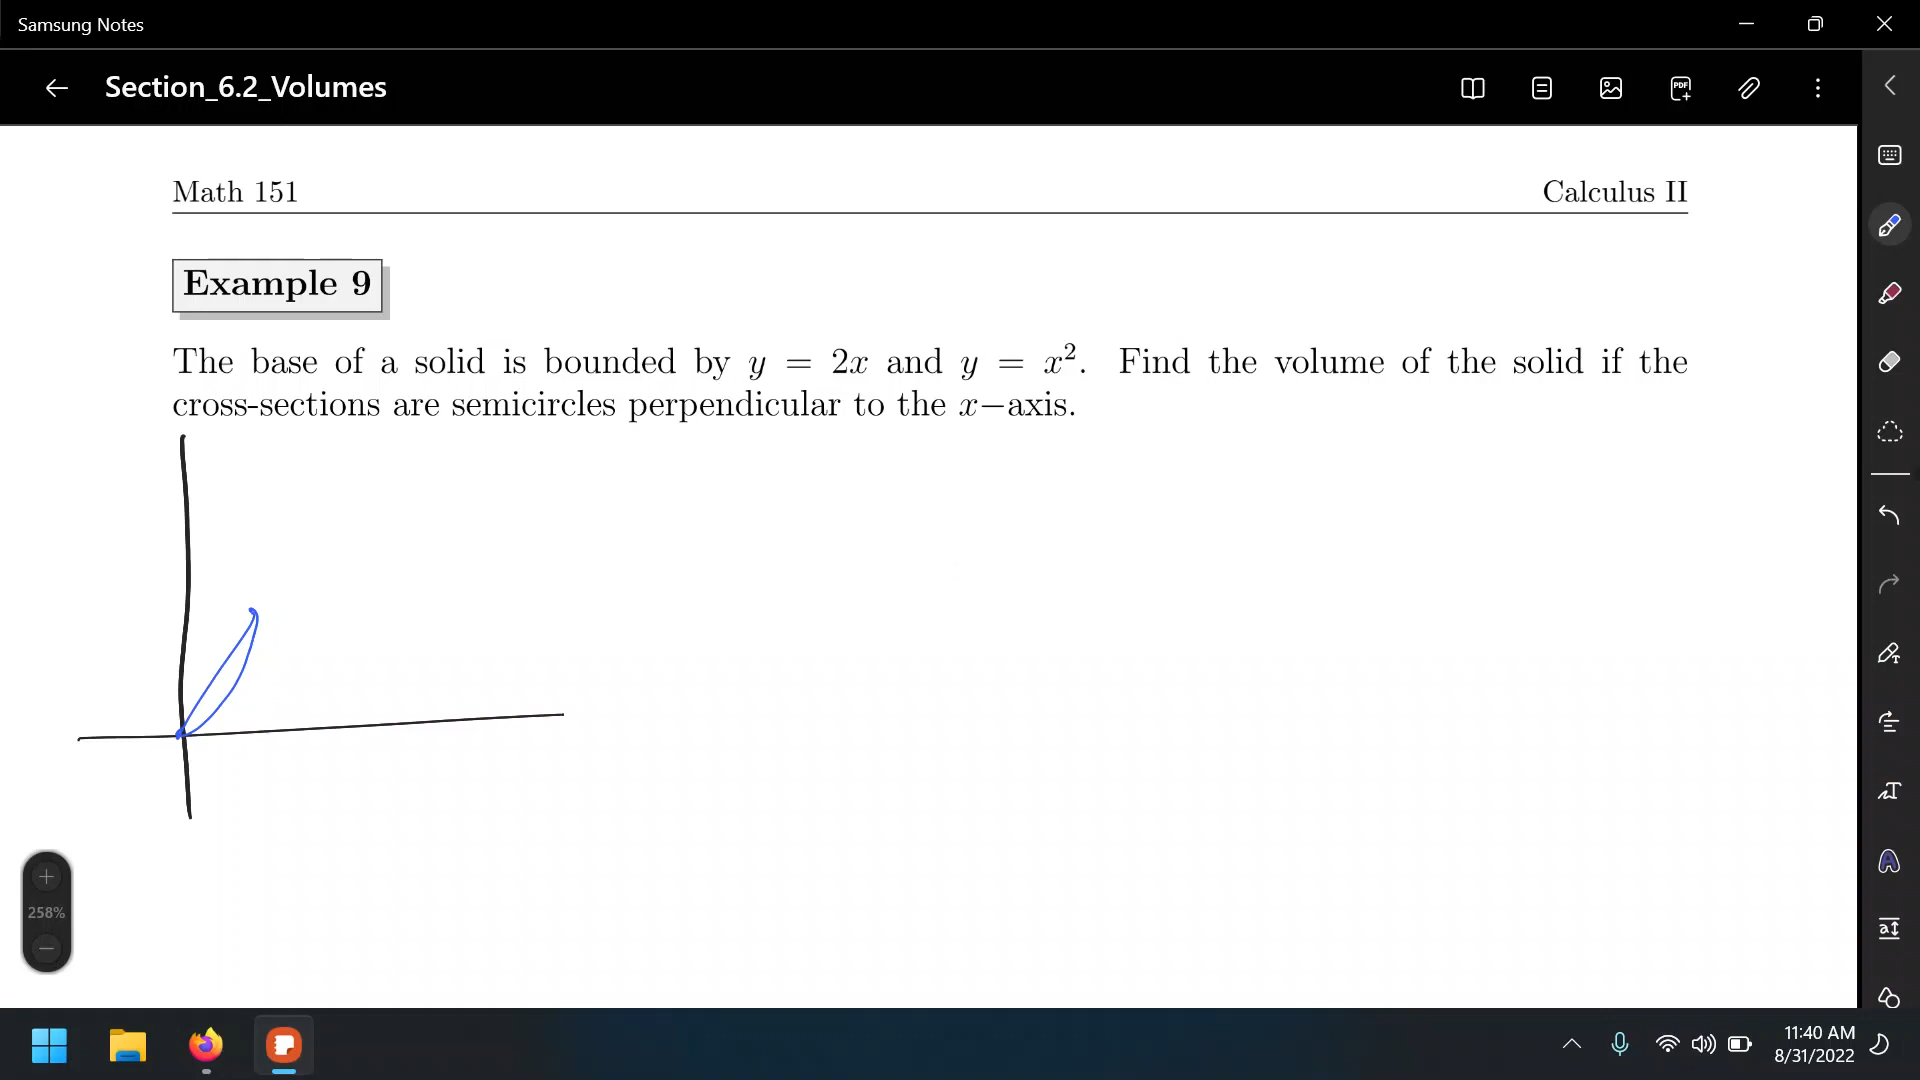 Samsung Notes
Section_6.2_Volumes
PDF
Math 151
Calculus II
Example 9
The base of a solid is bounded by y = 2x and y = x². Find the volume of the solid if the
cross-sections are semicircles perpendicular to the x−axis.
258%
11:40 AM
8/31/2022